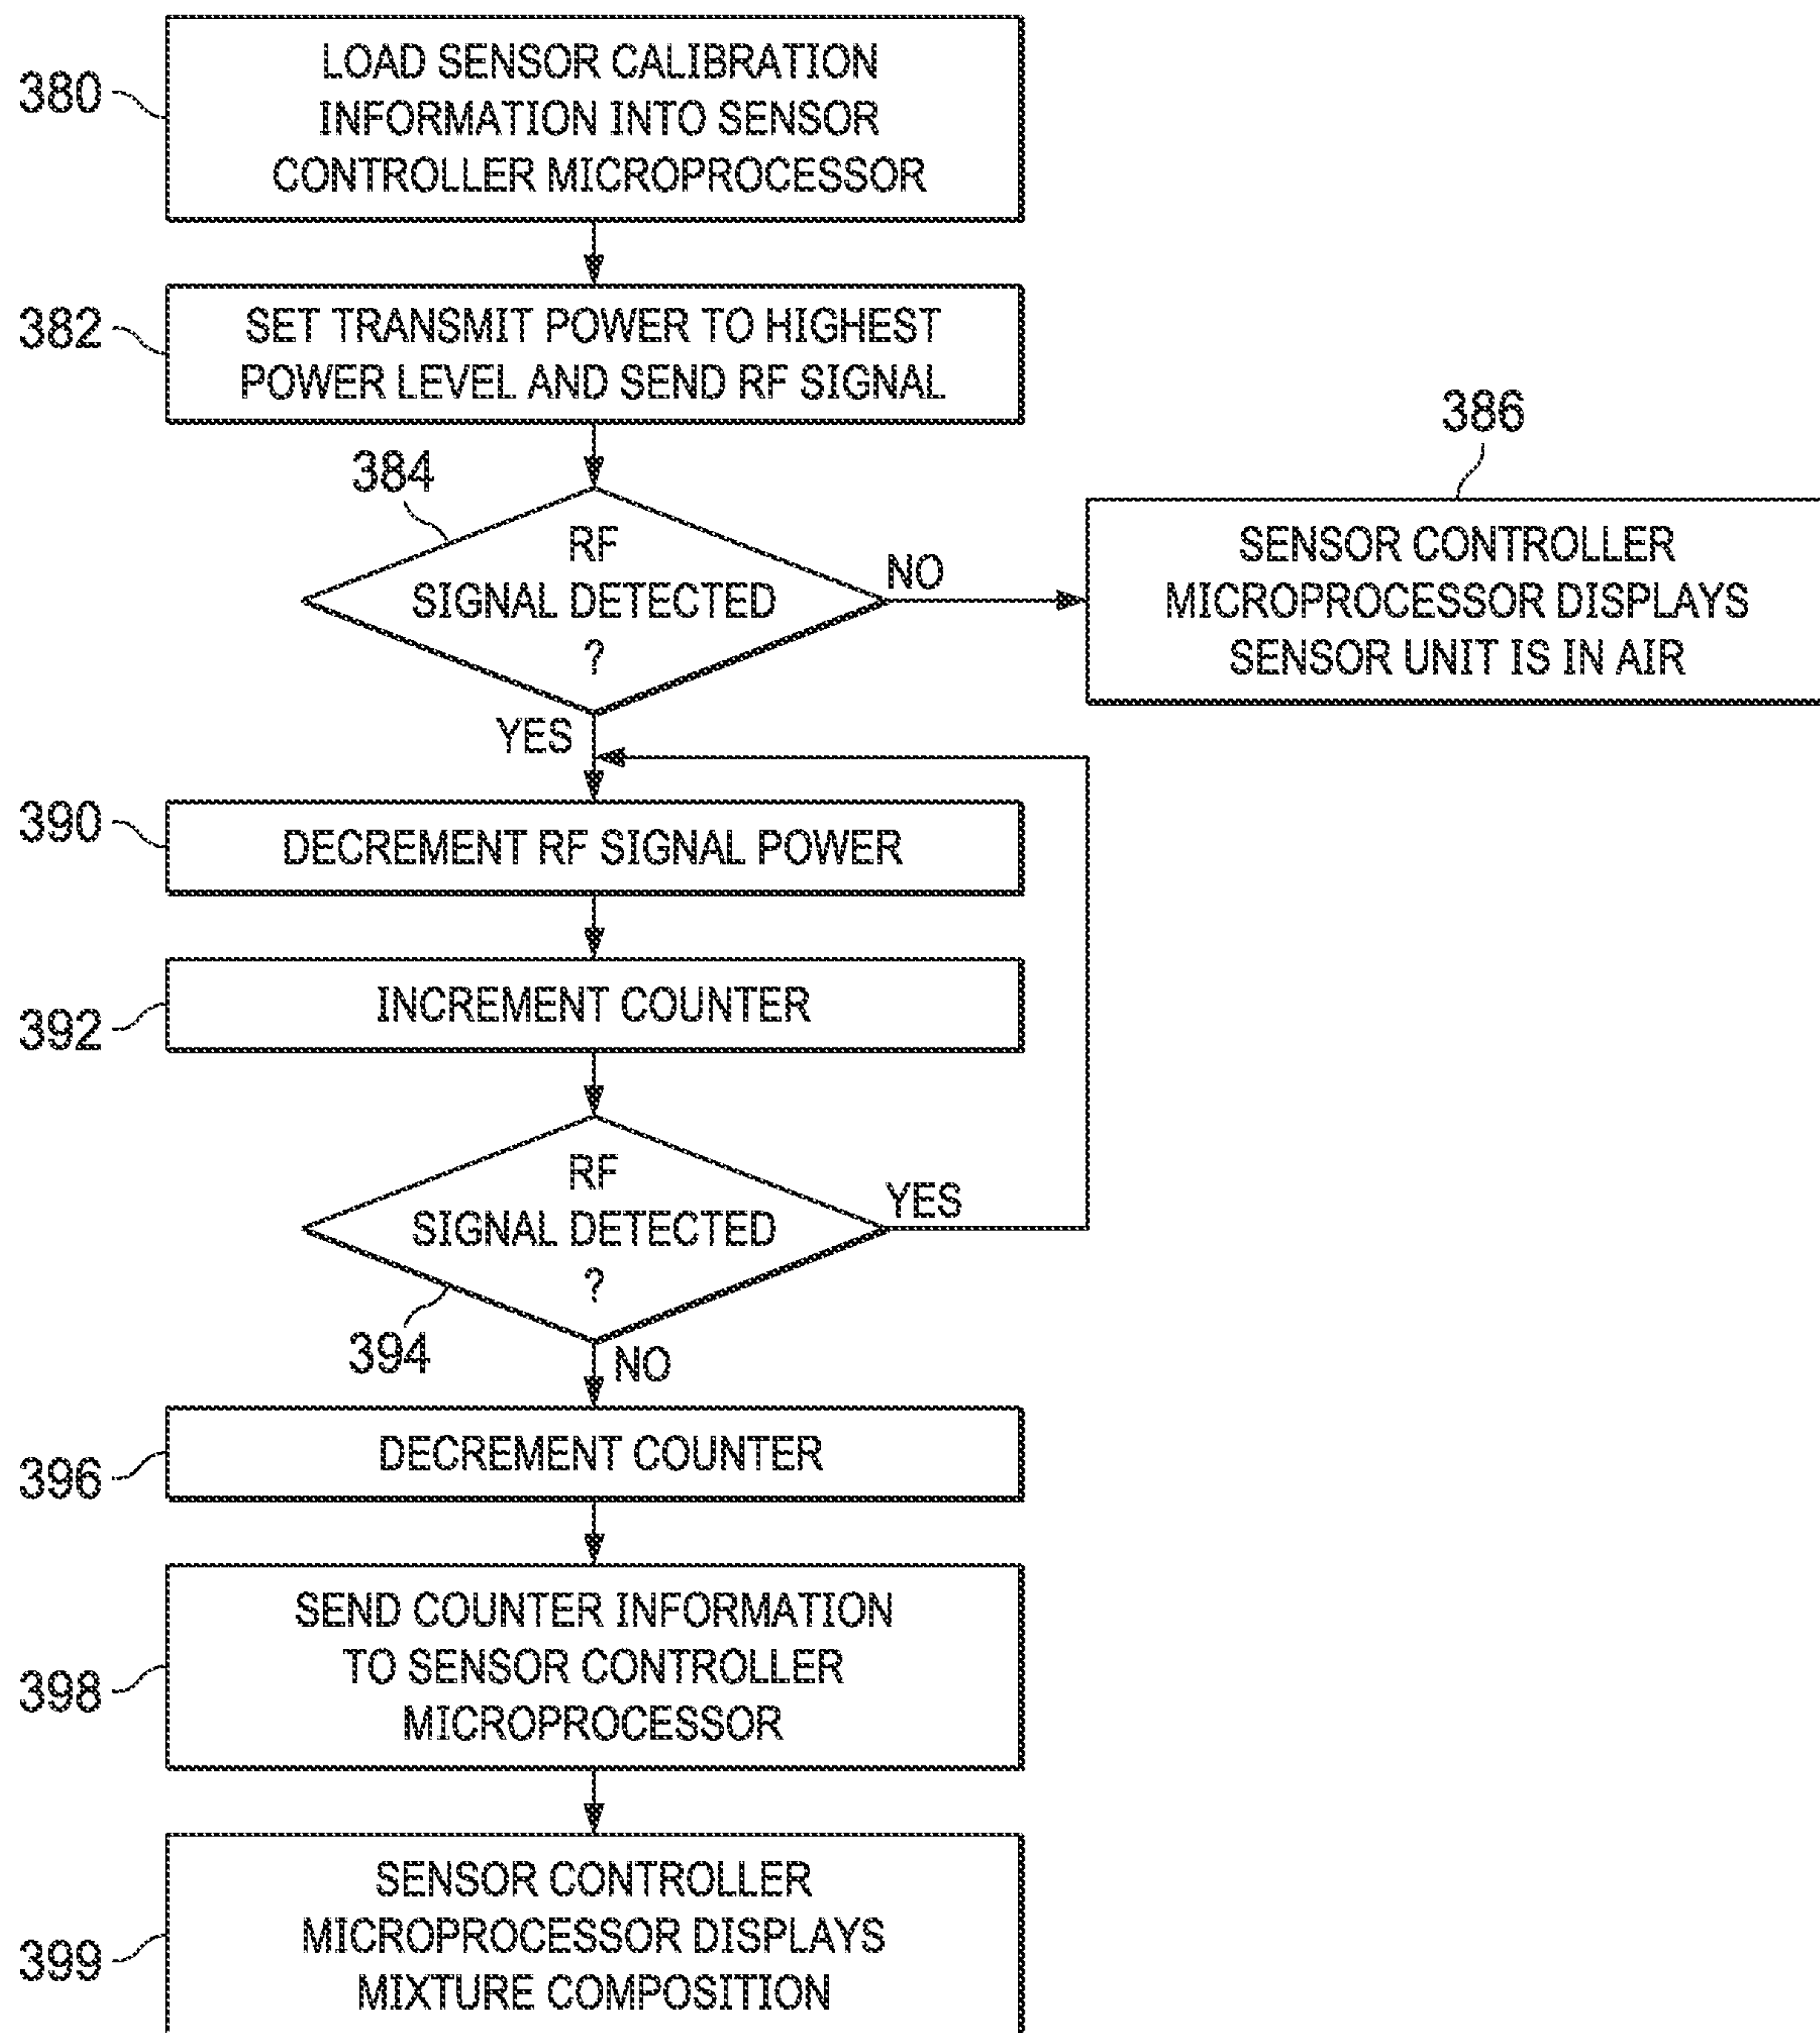 380
LOAD SENSOR CALIBRATION
INFORMATION INTO SENSOR
CONTROLLER MICROPROCESSOR
382
SET TRANSMIT POWER TO HIGHEST
POWER LEVEL AND SEND RF SIGNAL
384
RF
SIGNAL DETECTED
?
NO
386
SENSOR CONTROLLER
MICROPROCESSOR DISPLAYS
SENSOR UNIT IS IN AIR
YES
390
DECREMENT RF SIGNAL POWER
392
INCREMENT COUNTER
RF
SIGNAL DETECTED
?
YES
394
NO
396
DECREMENT COUNTER
398
SEND COUNTER INFORMATION
TO SENSOR CONTROLLER
MICROPROCESSOR
399
SENSOR CONTROLLER
MICROPROCESSOR DISPLAYS
MIXTURE COMPOSITION